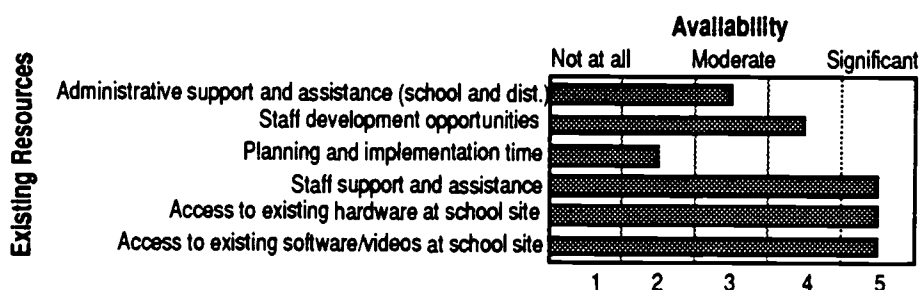 Availability
Not at all Moderate Significant
Existing Resources
Administrative support and assistance (school and dist.)
Staff development opportunities
Planning and implementation time
Staff support and assistance
Access to existing hardware at school site
Access to existing software/videos at school site
1 2 3 4 5